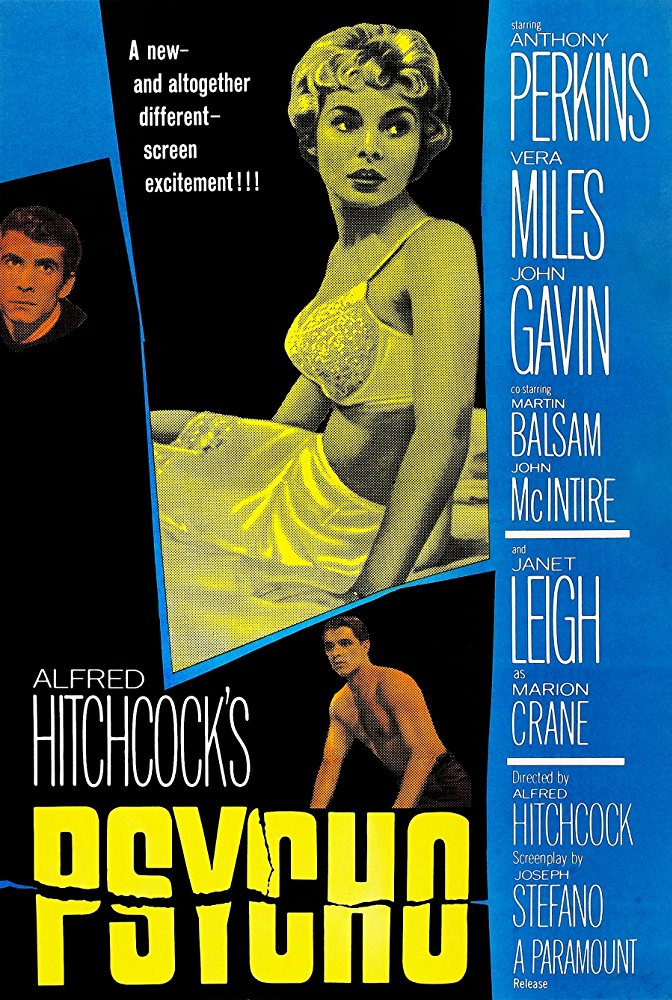 A new–
and altogether
different–
screen
excitement!!!
starring
ANTHONY
PERKINS
VERA
MILES
JOHN
GAVIN
co starring
MARTIN
BALSAM
JOHN
McINTIRE
and
JANET
LEIGH
as
MARION
CRANE
Directed by
ALFRED
HITCHCOCK
Screenplay by
JOSEPH
STEFANO
A PARAMOUNT
Release
ALFRED
HITCHCOCK'S
PSYCHO